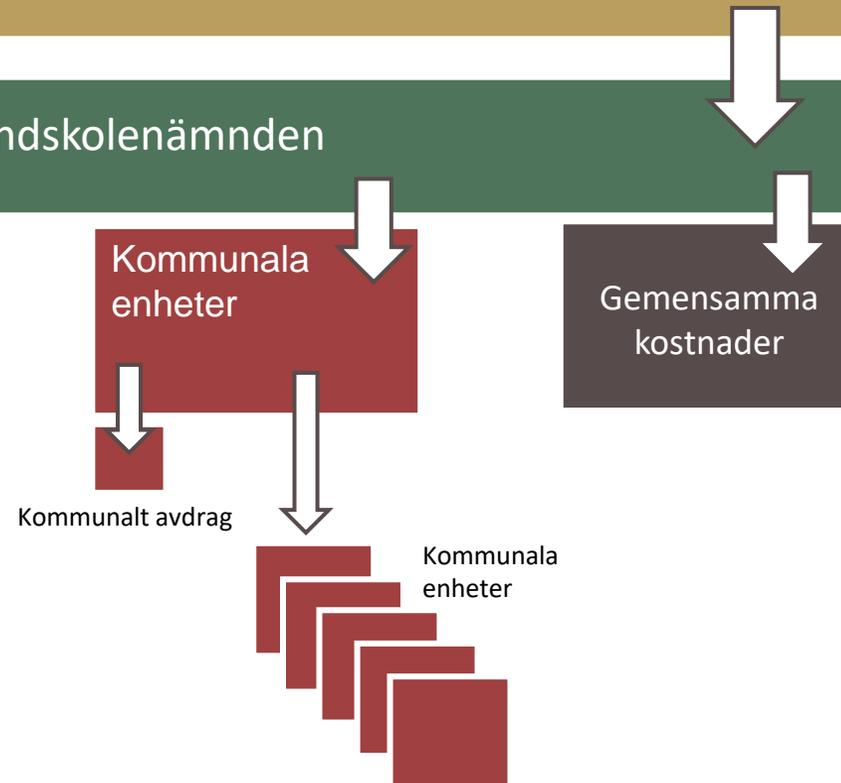 ndskolenämnden
Kommunala
enheter
Gemensamma
kostnader
Kommunalt avdrag
Kommunala
enheter